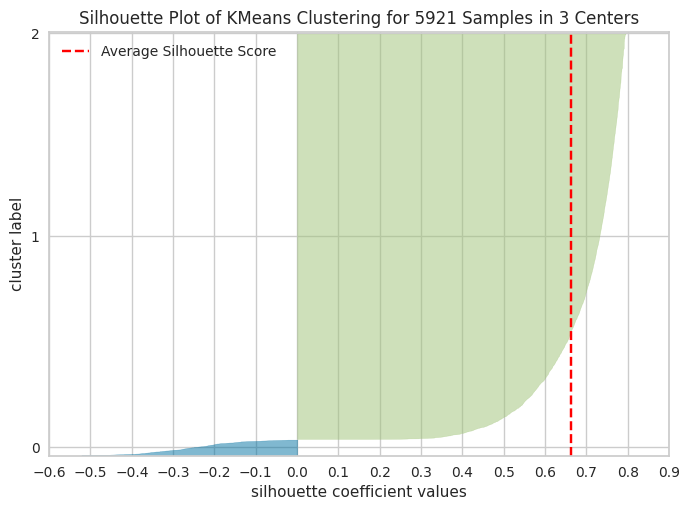 Silhouette Plot of KMeans Clustering for 5921 Samples in 3 Centers
Average Silhouette Score
cluster label
2
1
0
−0.6 −0.5 −0.4 −0.3 −0.2 −0.1 0.0 0.1 0.2 0.3 0.4 0.5 0.6 0.7 0.8 0.9
silhouette coefficient values